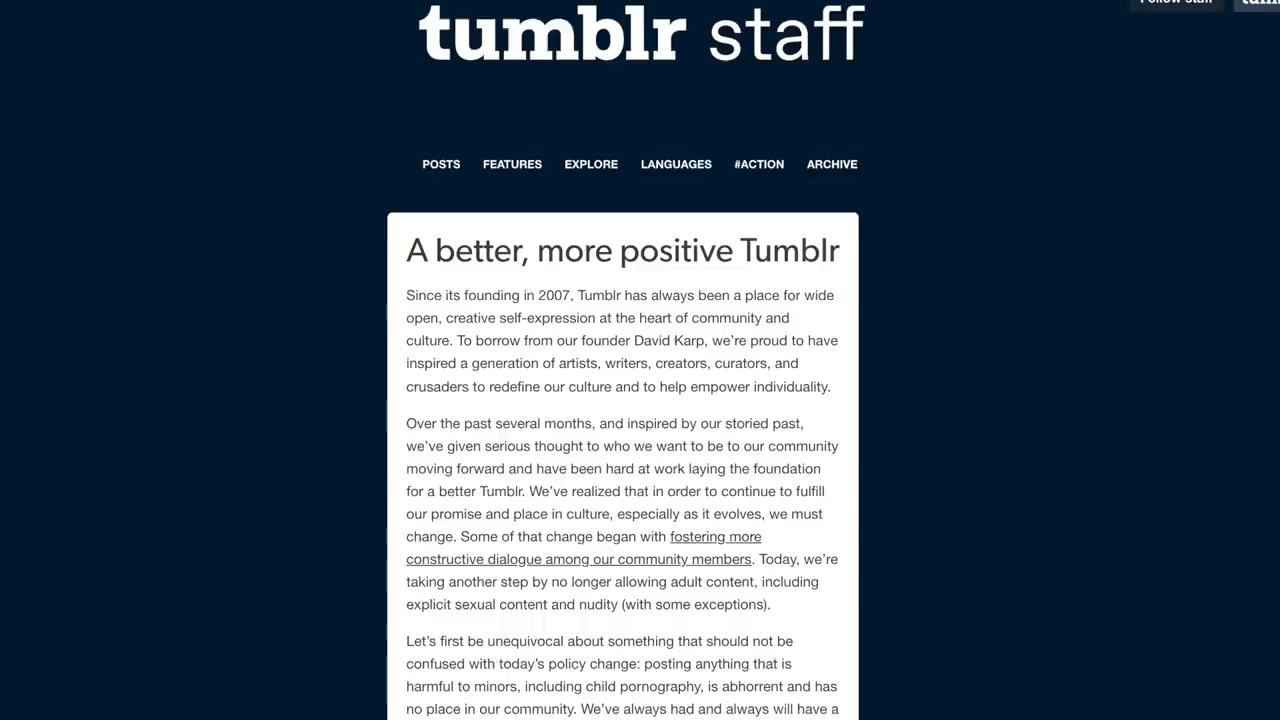 Follow staff
tumblr staff
POSTS FEATURES EXPLORE LANGUAGES #ACTION ARCHIVE
A better, more positive Tumblr
Since its founding in 2007, Tumblr has always been a place for wide
open, creative self-expression at the heart of community and
culture. To borrow from our founder David Karp, we’re proud to have
inspired a generation of artists, writers, creators, curators, and
crusaders to redefine our culture and to help empower individuality.
Over the past several months, and inspired by our storied past,
we’ve given serious thought to who we want to be to our community
moving forward and have been hard at work laying the foundation
for a better Tumblr. We’ve realized that in order to continue to fulfill
our promise and place in culture, especially as it evolves, we must
change. Some of that change began with fostering more
constructive dialogue among our community members. Today, we’re
taking another step by no longer allowing adult content, including
explicit sexual content and nudity (with some exceptions).
Let’s first be unequivocal about something that should not be
confused with today’s policy change: posting anything that is
harmful to minors, including child pornography, is abhorrent and has
no place in our community. We’ve always had and always will have a